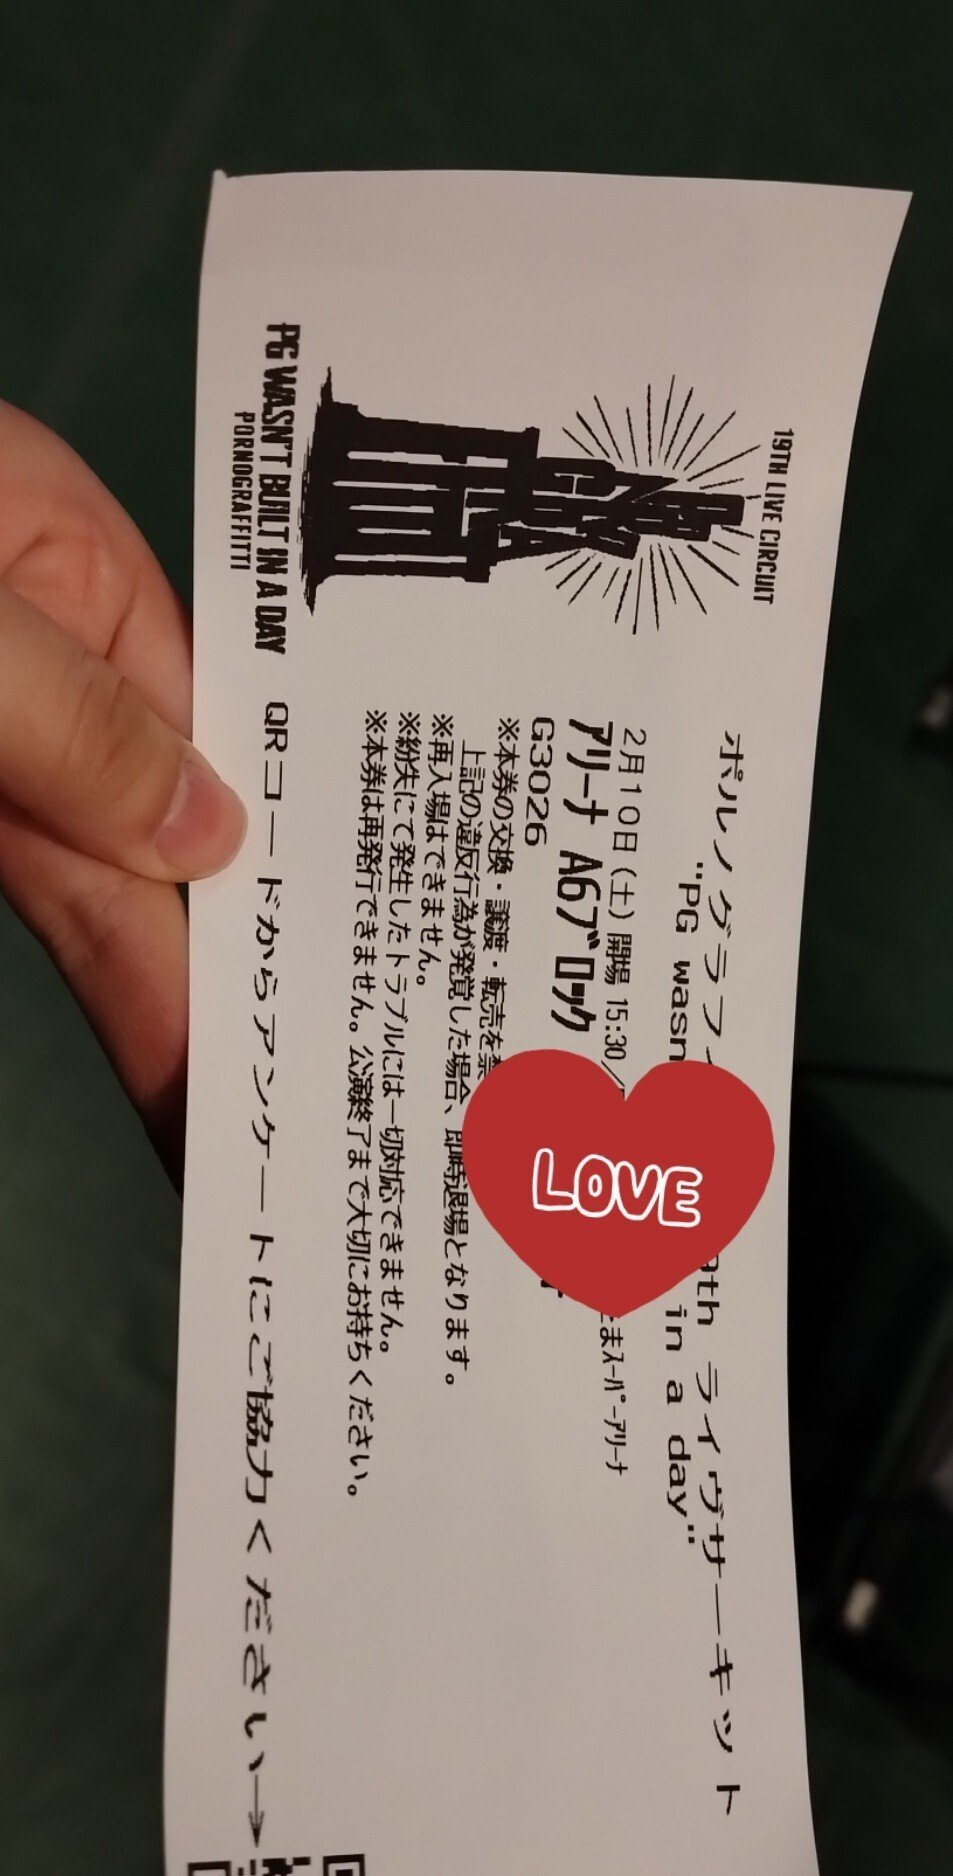 19TH LIVE CIRCUIT
PG WASN'T BUILT IN A DAY
PORNOGRAFFITTI
ポルノグラフィ th ライヴサーキット
"PG wasn in a day"
2月10日(土) 開場 15:30/ たまスーパーアリーナ
アリーナ A6ブロック
G3026
※本券の交換・譲渡・転売を禁
上記の違反行為が発覚した場合、即時退場となります。
※再入場はできません。
※紛失にて発生したトラブルには一切対応できません。
※本券は再発行できません。公演終了まで大切にお持ちください。
QRコードからアンケートにご協力ください→
LOVE